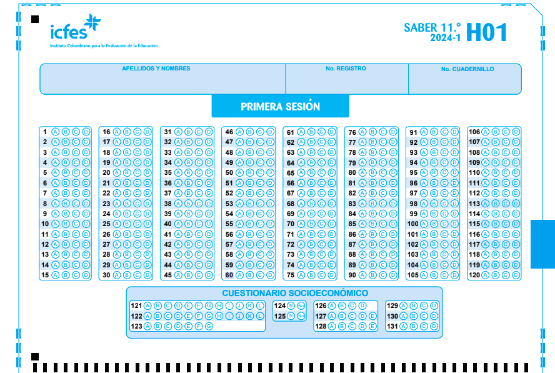 icfes
Instituto Colombiano para la Evaluación de la Educación
SABER 11.°
2024-1
H01
APELLIDOS Y NOMBRES
No. REGISTRO
No. CUADERNILLO
PRIMERA SESIÓN
1 A B C D 16 A B C D 31 A B C D 46 A B C D 61 A B C D 76 A B C D 91 A B C D 106 A B C D
2 A B C D 17 A B C D 32 A B C D 47 A B C D 62 A B C D 77 A B C D 92 A B C D 107 A B C D
3 A B C D 18 A B C D 33 A B C D 48 A B C D 63 A B C D 78 A B C D 93 A B C D 108 A B C D
4 A B C D 19 A B C D 34 A B C D 49 A B C D 64 A B C D 79 A B C D 94 A B C D 109 A B C D
5 A B C D 20 A B C D 35 A B C D 50 A B C D 65 A B C D 80 A B C D 95 A B C D 110 A B C D
6 A B C D 21 A B C D 36 A B C D 51 A B C D 66 A B C D 81 A B C D 96 A B C D 111 A B C D
7 A B C D 22 A B C D 37 A B C D 52 A B C D 67 A B C D 82 A B C D 97 A B C D 112 A B C D
8 A B C D 23 A B C D 38 A B C D 53 A B C D 68 A B C D 83 A B C D 98 A B C D 113 A B C D
9 A B C D 24 A B C D 39 A B C D 54 A B C D 69 A B C D 84 A B C D 99 A B C D 114 A B C D
10 A B C D 25 A B C D 40 A B C D 55 A B C D 70 A B C D 85 A B C D 100 A B C D 115 A B C D
11 A B C D 26 A B C D 41 A B C D 56 A B C D 71 A B C D 86 A B C D 101 A B C D 116 A B C D
12 A B C D 27 A B C D 42 A B C D 57 A B C D 72 A B C D 87 A B C D 102 A B C D 117 A B C D
13 A B C D 28 A B C D 43 A B C D 58 A B C D 73 A B C D 88 A B C D 103 A B C D 118 A B C D
14 A B C D 29 A B C D 44 A B C D 59 A B C D 74 A B C D 89 A B C D 104 A B C D 119 A B C D
15 A B C D 30 A B C D 45 A B C D 60 A B C D 75 A B C D 90 A B C D 105 A B C D 120 A B C D
CUESTIONARIO SOCIOECONÓMICO
121 A B C D E F G H I J K L 124 126 A B C D 129 A B C D
122 A B C D E F G H I J K L 125 127 A B C D E 130 A B C D
123 A B C D E F G 128 A B C D E 131 A B C D